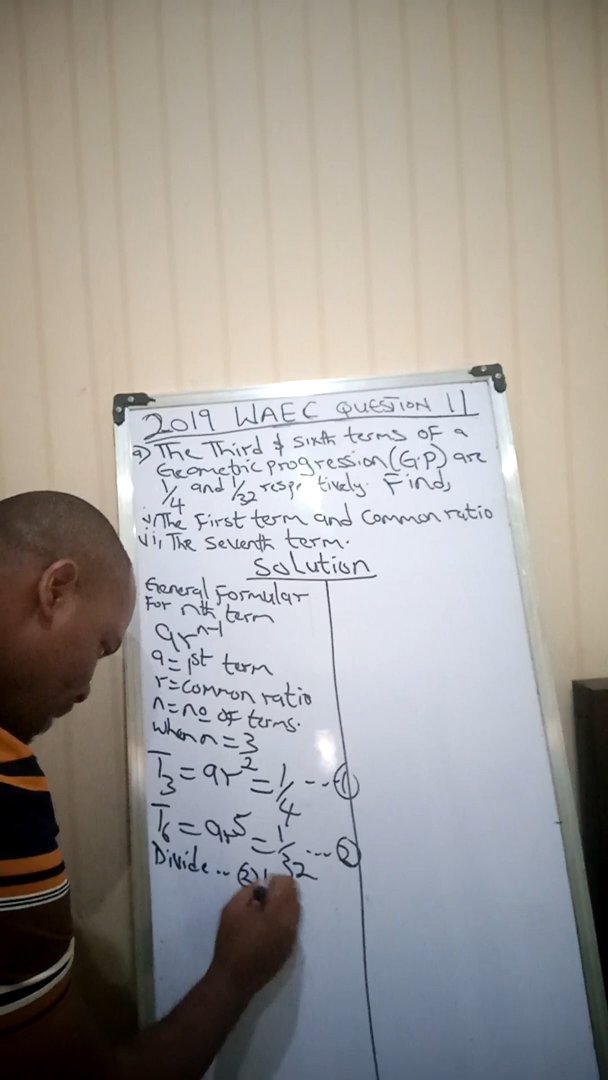 2019 WAEC QUESTION 11
a) The Third & sixth terms of a
Geometric progression (G.P) are
1/4 and 1/32 respectively. Find,
i, The First term and Common ratio
ii, The Seventh term.
Solution
General Formular
For nth term
ar^n-1
a = 1st term
r = common ratio
n = no of terms.
when n = 3
T3 = ar^2 = 1/4 --- (1)
T6 = ar^5 = 1/32 --- (2)
Divide -- (2)